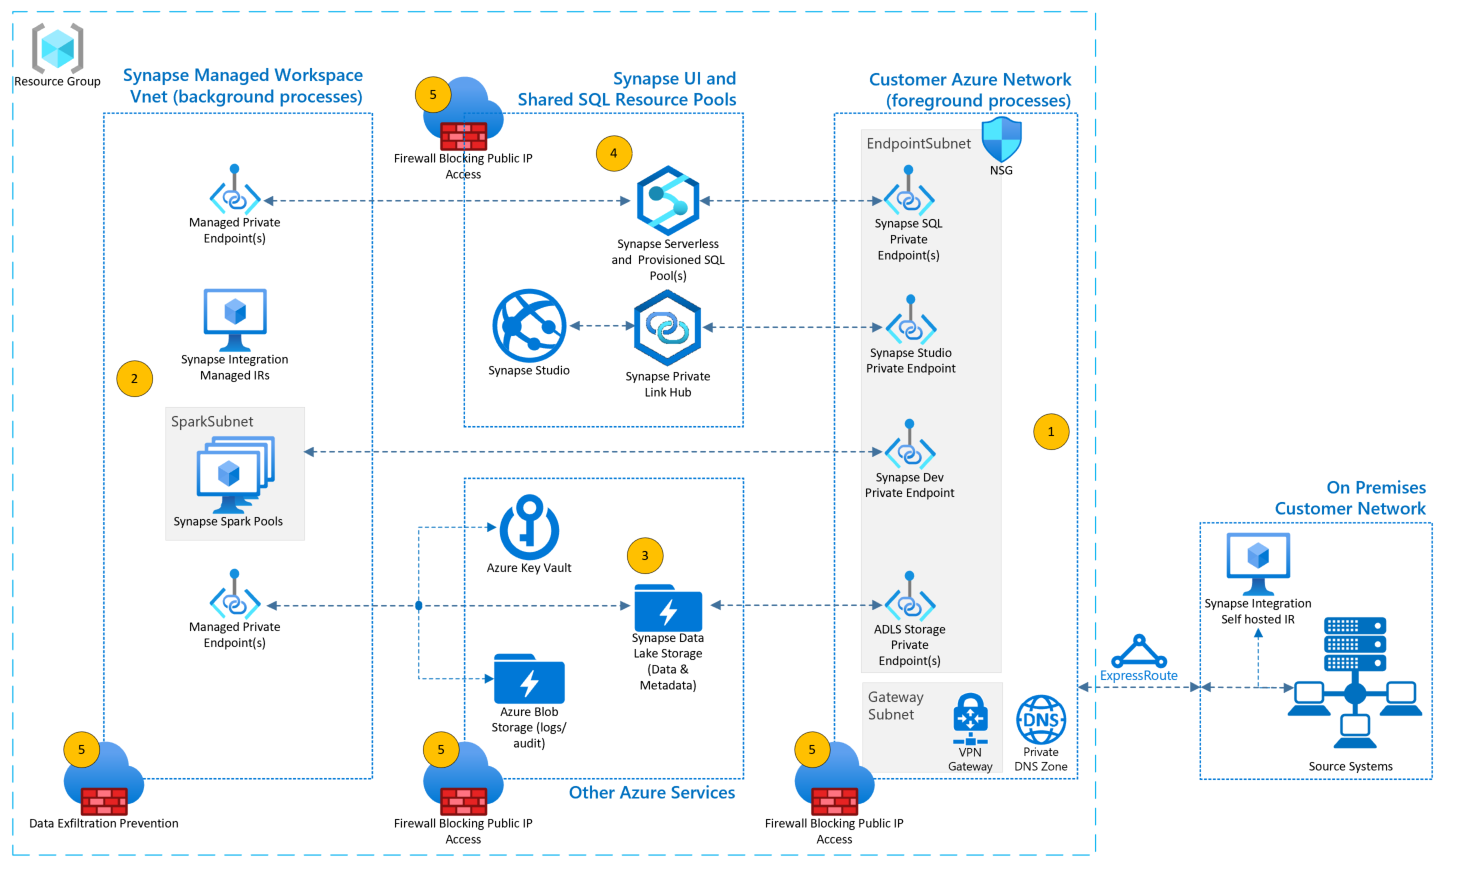 Resource Group
Synapse Managed Workspace
Vnet (background processes)
5
Firewall Blocking Public IP
Access
Synapse UI and
Shared SQL Resource Pools
4
Customer Azure Network
(foreground processes)
EndpointSubnet
NSG
Managed Private
Endpoint(s)
Synapse Serverless
and Provisioned SQL
Pool(s)
Synapse SQL
Private
Endpoint(s)
Synapse Integration
Managed IRs
2
Synapse Studio
Synapse Private
Link Hub
Synapse Studio
Private Endpoint
1
SparkSubnet
Synapse Spark Pools
Synapse Dev
Private Endpoint
Azure Key Vault
3
Managed Private
Endpoint(s)
Synapse Data
Lake Storage
(Data &
Metadata)
ADLS Storage
Private
Endpoint(s)
Azure Blob
Storage (logs/
audit)
Gateway
Subnet
VPN
Gateway
DNS
Private
DNS Zone
ExpressRoute
On Premises
Customer Network
Synapse Integration
Self hosted IR
Source Systems
5
Data Exfiltration Prevention
5
Firewall Blocking Public IP
Access
Other Azure Services
5
Firewall Blocking Public IP
Access